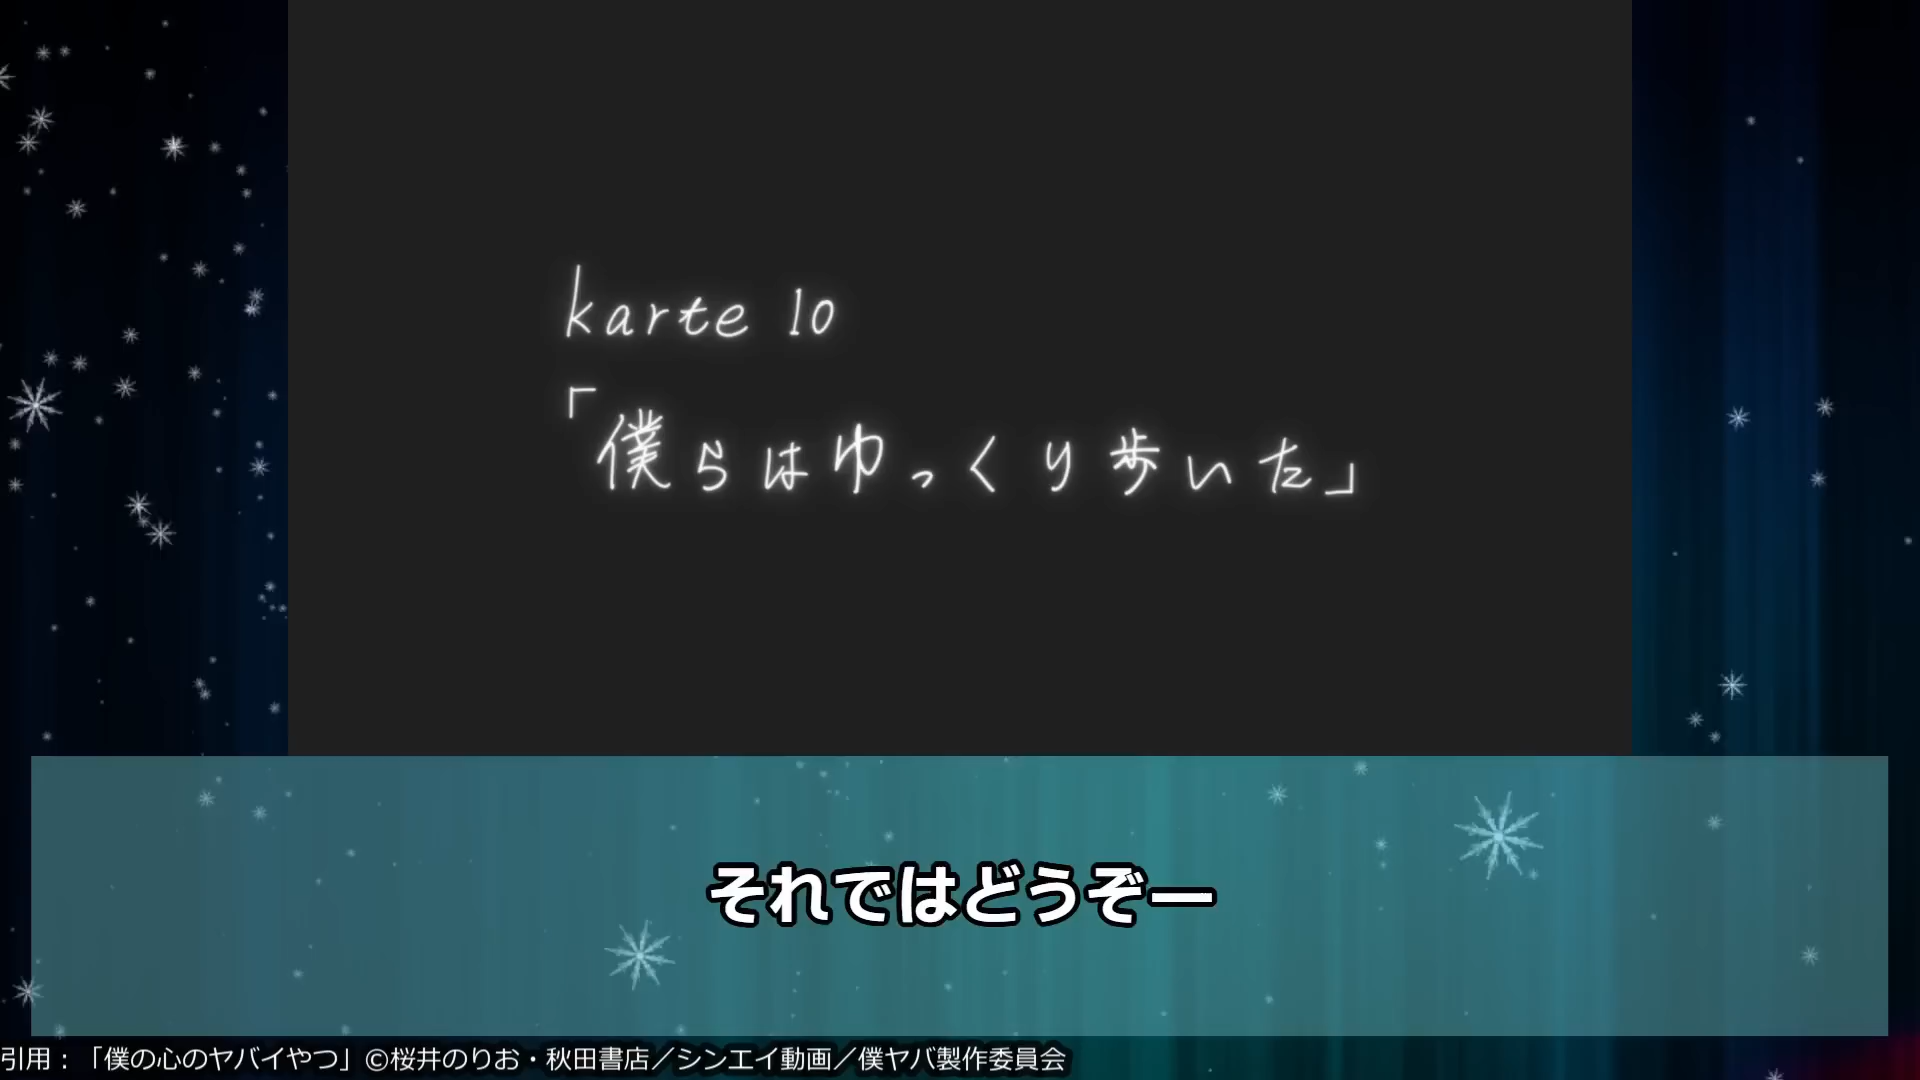 karte 10
「僕らはゆっくり歩いた」
それではどうぞー
引用：「僕の心のヤバイやつ」©桜井のりお・秋田書店／シンエイ動画／僕ヤバ製作委員会